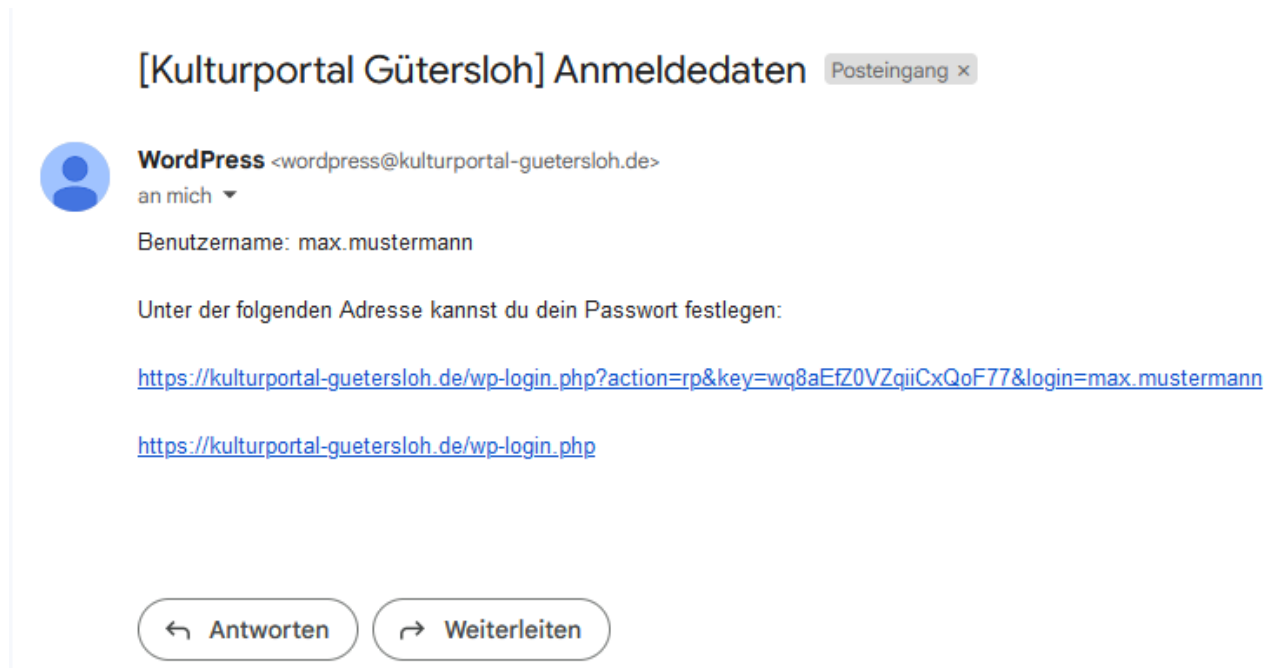 [Kulturportal Gütersloh] Anmeldedaten Posteingang ×
WordPress <wordpress@kulturportal-guetersloh.de>
an mich
Benutzername: max.mustermann
Unter der folgenden Adresse kannst du dein Passwort festlegen:
https://kulturportal-guetersloh.de/wp-login.php?action=rp&key=wq8aEfZ0VZqiiCxQoF77&login=max.mustermann
https://kulturportal-guetersloh.de/wp-login.php
Antworten Weiterleiten